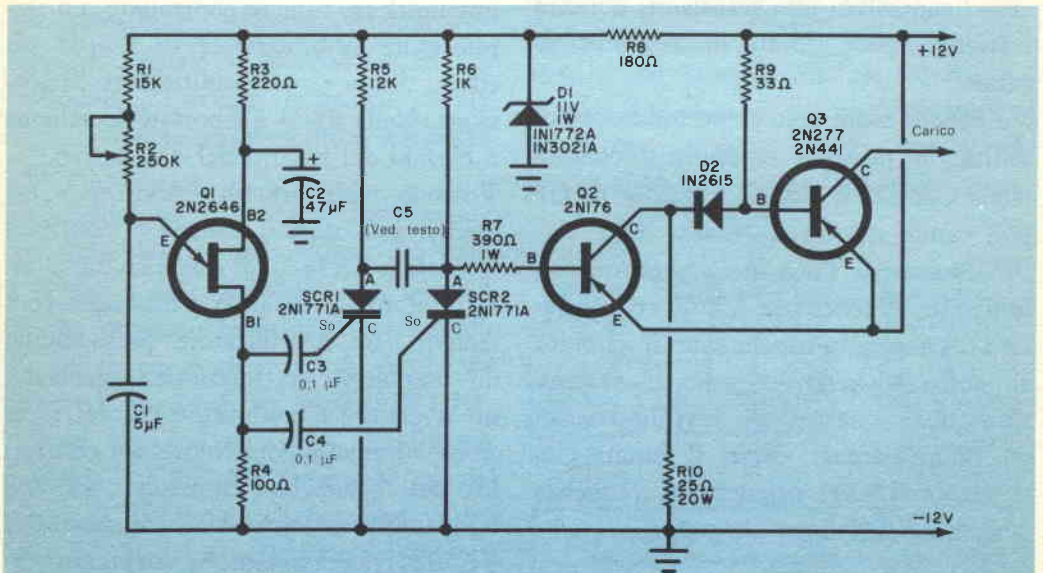 R1
15K
R2
250K
C1
5µF
Q1
2N2646
E
B2
B1
R3
220Ω
+
C2
47µF
R4
100Ω
C3
0,1 µF
C4
0,1 µF
R5
12K
C5
(Ved. testo)
A
SCR1
2N1771A
So
C
R6
1K
A
SCR2
2N1771A
So
C
R7
390Ω
1W
D1
11V
1W
1N1772A
1N3021A
R8
180Ω
Q2
2N176
B
C
E
D2
1N2615
R9
33Ω
R10
25Ω
20W
Q3
2N277
2N441
B
C
E
+12V
Carico
-12V